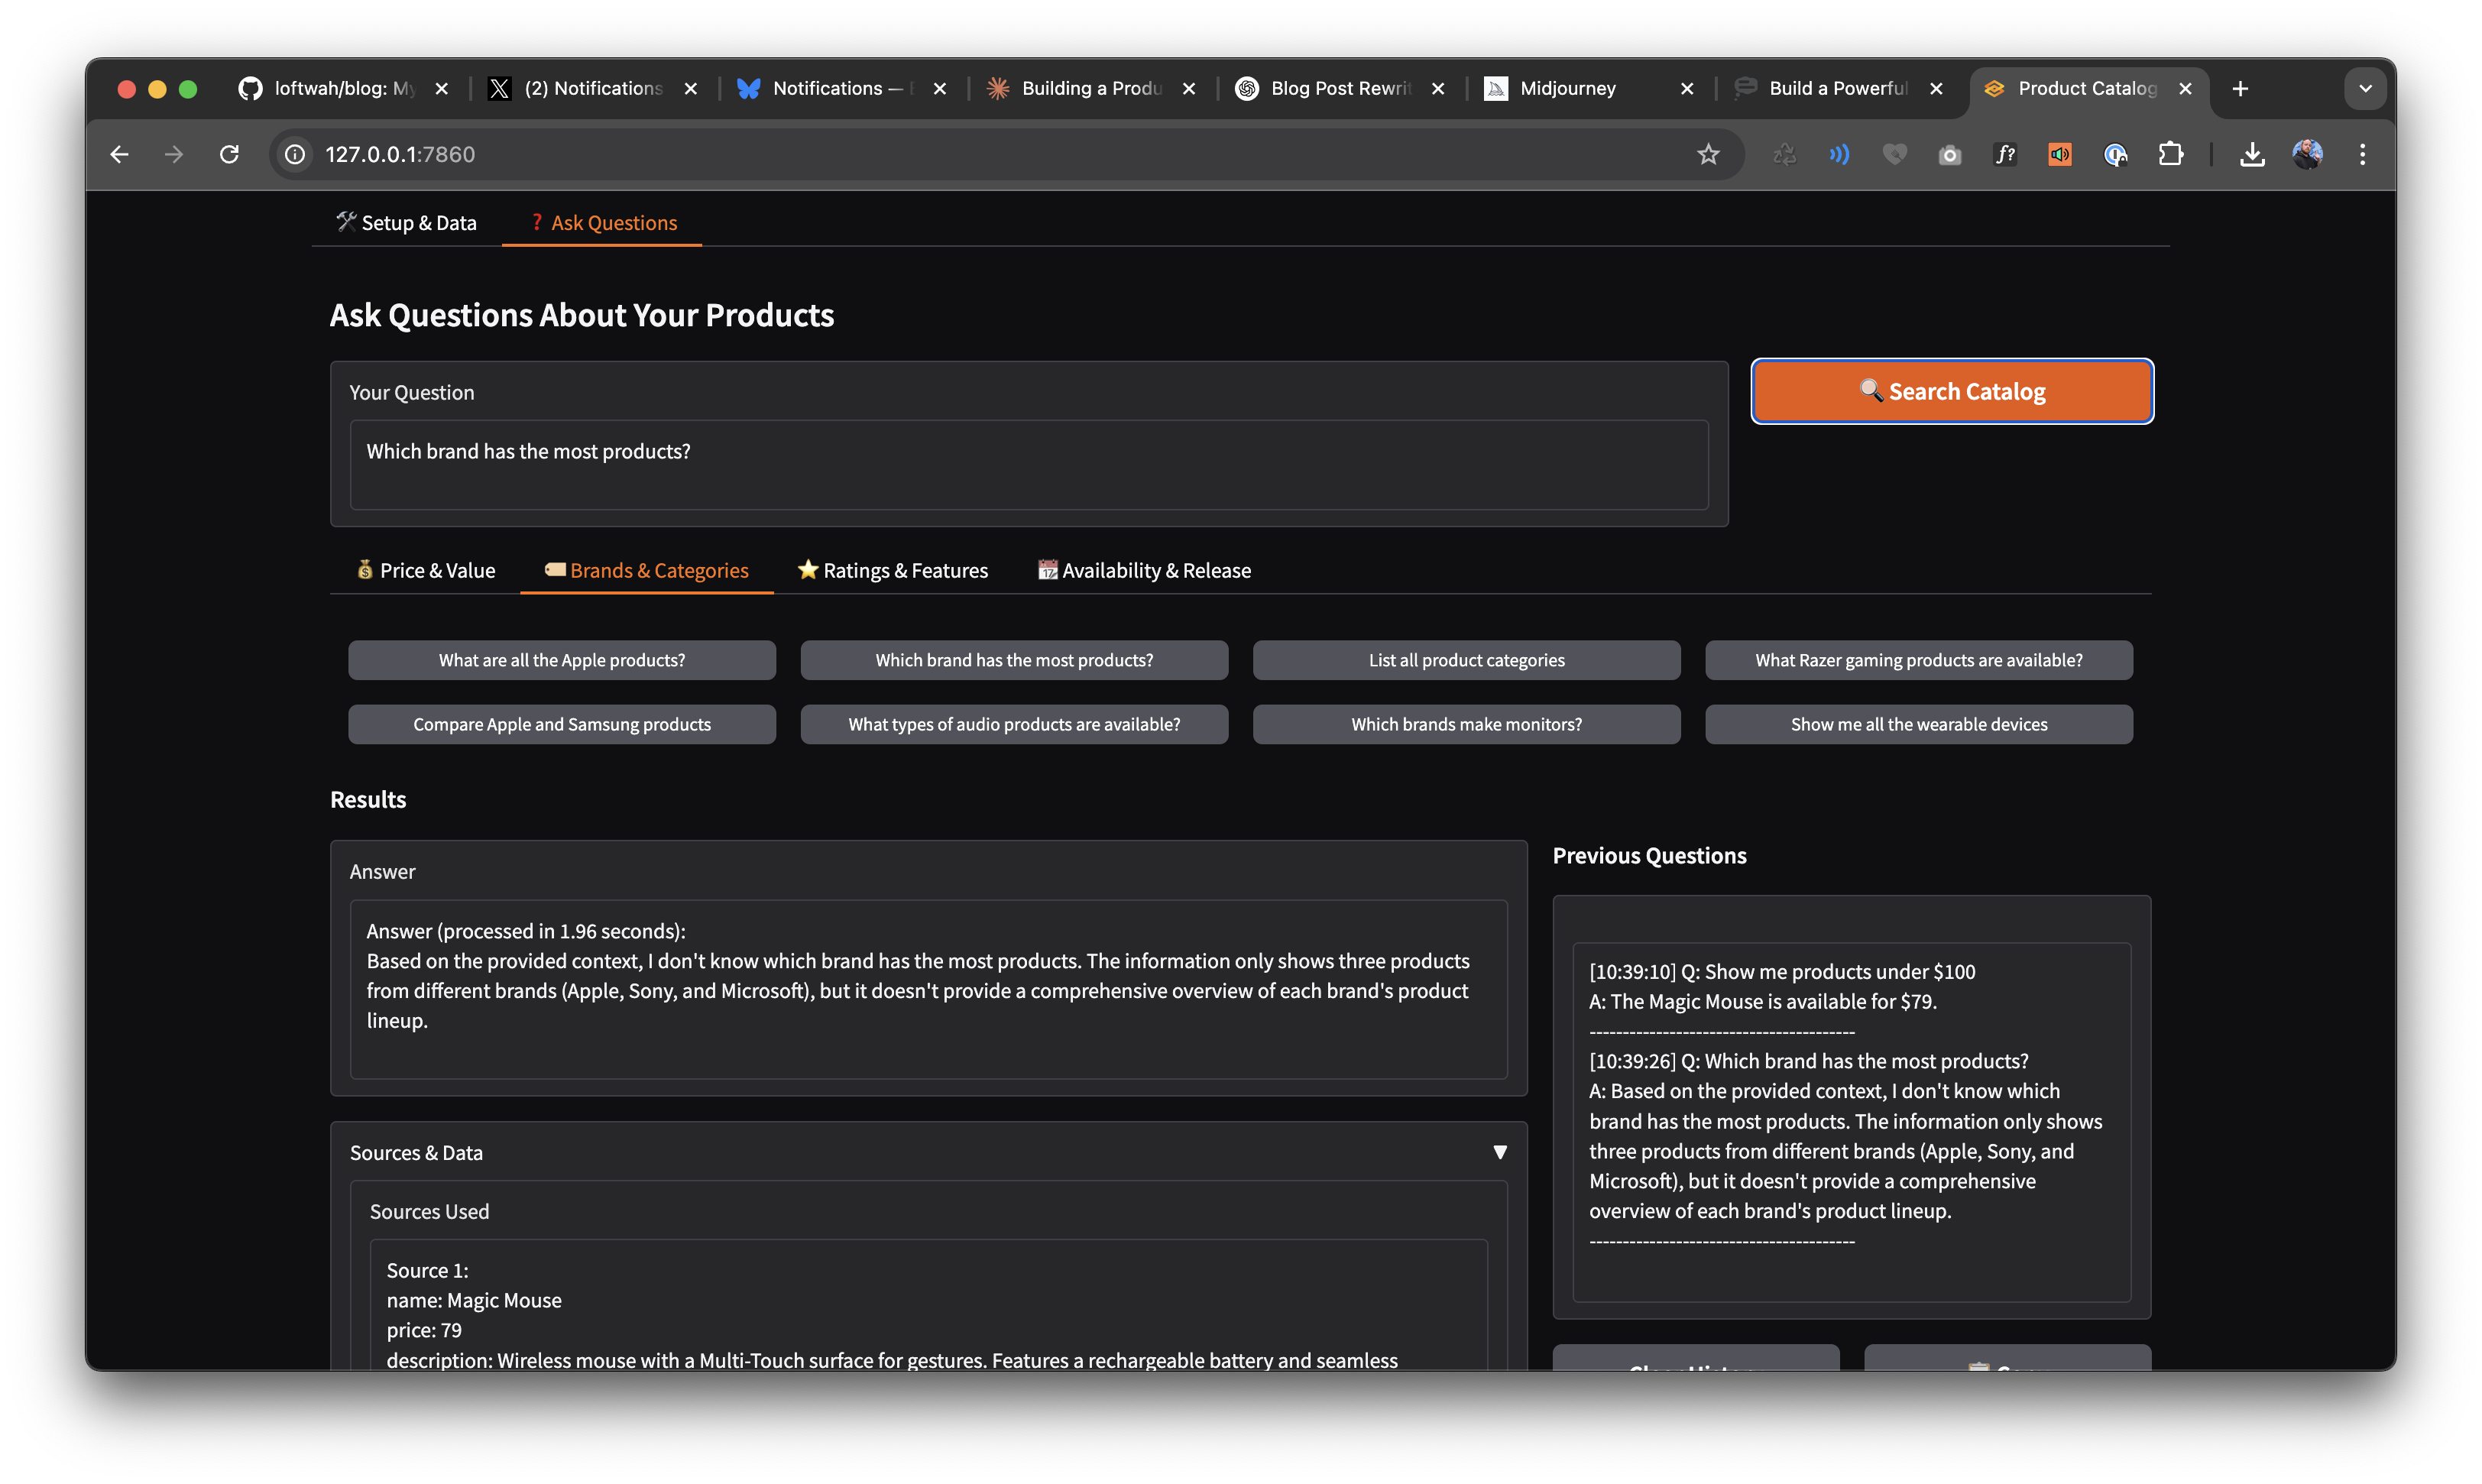 loftwah/blog: My
(2) Notifications
Notifications —
Building a Produ
Blog Post Rewrit
Midjourney
Build a Powerful
Product Catalog
127.0.0.1:7860
🛠 Setup & Data
❓ Ask Questions
Ask Questions About Your Products
Your Question
Which brand has the most products?
🔍 Search Catalog
💰 Price & Value
🏷 Brands & Categories
⭐ Ratings & Features
📆 Availability & Release
What are all the Apple products?
Which brand has the most products?
List all product categories
What Razer gaming products are available?
Compare Apple and Samsung products
What types of audio products are available?
Which brands make monitors?
Show me all the wearable devices
Results
Answer
Answer (processed in 1.96 seconds):
Based on the provided context, I don't know which brand has the most products. The information only shows three products
from different brands (Apple, Sony, and Microsoft), but it doesn't provide a comprehensive overview of each brand's product
lineup.
Sources & Data
▼
Sources Used
Source 1:
name: Magic Mouse
price: 79
description: Wireless mouse with a Multi-Touch surface for gestures. Features a rechargeable battery and seamless
Previous Questions
[10:39:10] Q: Show me products under $100
A: The Magic Mouse is available for $79.
----------------------------------------
[10:39:26] Q: Which brand has the most products?
A: Based on the provided context, I don't know which
brand has the most products. The information only shows
three products from different brands (Apple, Sony, and
Microsoft), but it doesn't provide a comprehensive
overview of each brand's product lineup.
----------------------------------------